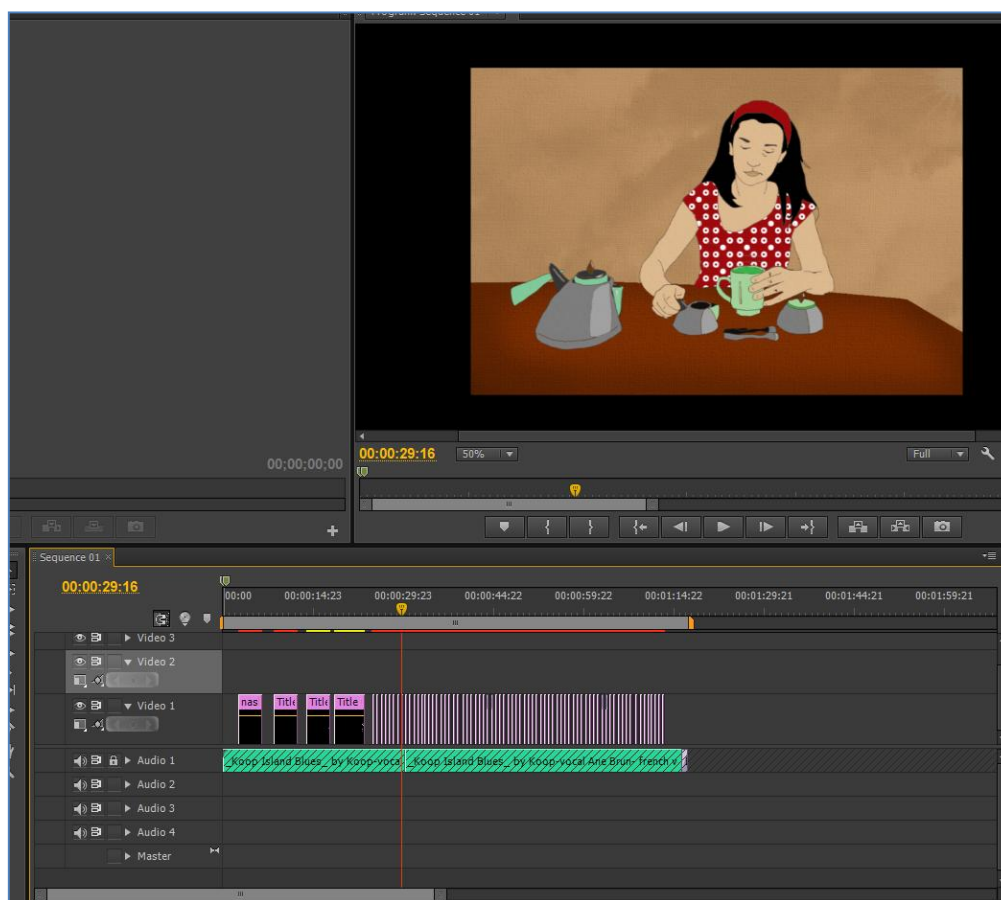 Program: Sequence 01
00;00;00;00
00:00:29:16 50% Full
Sequence 01
00:00:29:16
00:00 00:00:14:23 00:00:29:23 00:00:44:22 00:00:59:22 00:01:14:22 00:01:29:21 00:01:44:21 00:01:59:21
Video 3
Video 2
Video 1
nas Title Title Title
Audio 1
_Koop Island Blues_ by Koop-vocal _Koop Island Blues_ by Koop-vocal Ane Brun- french v
Audio 2
Audio 3
Audio 4
Master